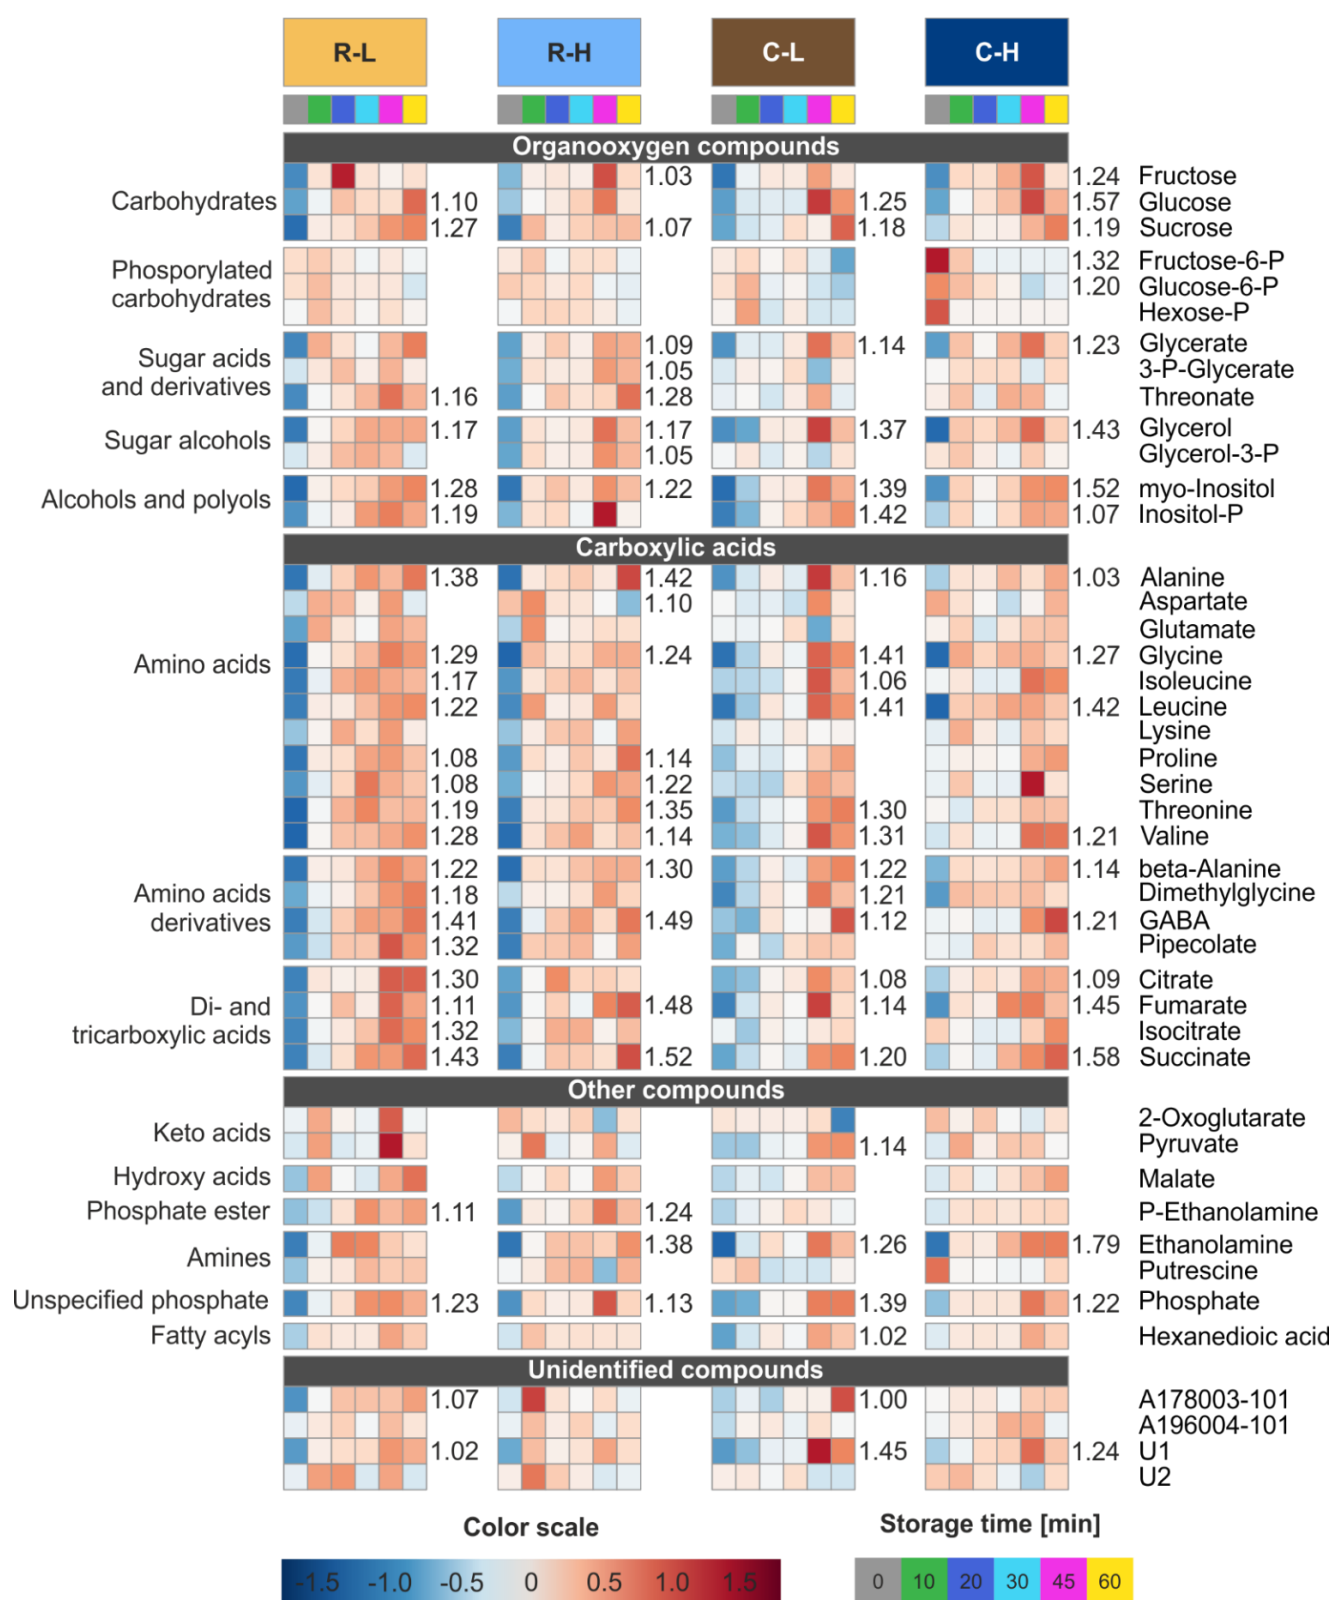 R-L R-H C-L C-H
Organooxygen compounds
Carbohydrates
1.03 1.24 Fructose
1.10 1.25 1.57 Glucose
1.27 1.07 1.18 1.19 Sucrose
Phosporylated
carbohydrates
1.32 Fructose-6-P
1.20 Glucose-6-P
Hexose-P
Sugar acids
and derivatives
1.09 1.14 1.23 Glycerate
1.05 3-P-Glycerate
1.16 1.28 Threonate
Sugar alcohols
1.17 1.17 1.37 1.43 Glycerol
1.05 Glycerol-3-P
Alcohols and polyols
1.28 1.22 1.39 1.52 myo-Inositol
1.19 1.42 1.07 Inositol-P
Carboxylic acids
Amino acids
1.38 1.42 1.16 1.03 Alanine
1.10 Aspartate
Glutamate
1.29 1.24 1.41 1.27 Glycine
1.17 1.06 Isoleucine
1.22 1.41 1.42 Leucine
Lysine
1.08 1.14 Proline
1.08 1.22 Serine
1.19 1.35 1.30 Threonine
1.28 1.14 1.31 1.21 Valine
Amino acids
derivatives
1.22 1.30 1.22 1.14 beta-Alanine
1.18 1.21 Dimethylglycine
1.41 1.49 1.12 1.21 GABA
1.32 Pipecolate
Di- and
tricarboxylic acids
1.30 1.08 1.09 Citrate
1.11 1.48 1.14 1.45 Fumarate
1.32 Isocitrate
1.43 1.52 1.20 1.58 Succinate
Other compounds
Keto acids
2-Oxoglutarate
1.14 Pyruvate
Hydroxy acids Malate
Phosphate ester 1.11 1.24 P-Ethanolamine
Amines
1.38 1.26 1.79 Ethanolamine
Putrescine
Unspecified phosphate 1.23 1.13 1.39 1.22 Phosphate
Fatty acyls 1.02 Hexanedioic acid
Unidentified compounds
1.07 1.00 A178003-101
A196004-101
1.02 1.45 1.24 U1
U2
Color scale
-1.5 -1.0 -0.5 0 0.5 1.0 1.5
Storage time [min]
0 10 20 30 45 60